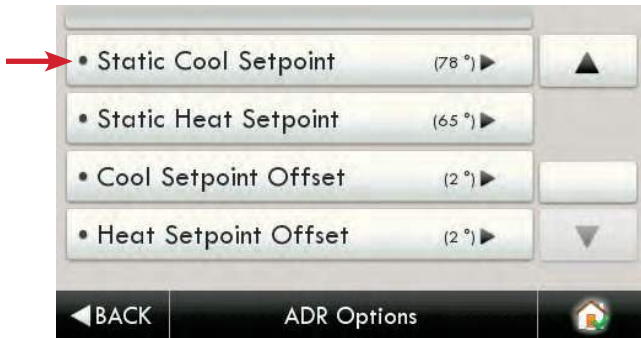 • Static Cool Setpoint (78 °)▶
• Static Heat Setpoint (65 °)▶
• Cool Setpoint Offset (2 °)▶
• Heat Setpoint Offset (2 °)▶
◀BACK ADR Options